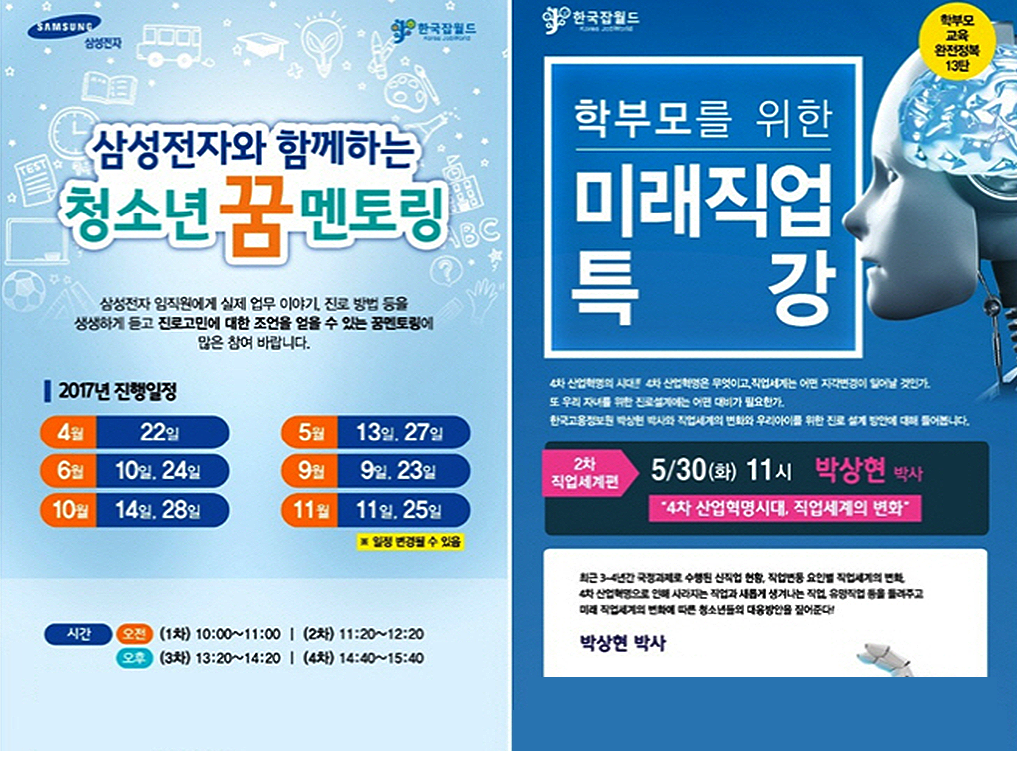 SAMSUNG
삼성전자
한국잡월드
Korea JobWorld
TEST
ABC
삼성전자와 함께하는
청소년 꿈 멘토링
삼성전자 임직원에게 실제 업무 이야기, 진로 방법 등을
생생하게 듣고 진로고민에 대한 조언을 얻을 수 있는 꿈멘토링에
많은 참여 바랍니다.
2017년 진행일정
4월 22일
5월 13일, 27일
6월 10일, 24일
9월 9일, 23일
10월 14일, 28일
11월 11일, 25일
※ 일정 변경될 수 있음
시간 오전 (1차) 10:00~11:00 | (2차) 11:20~12:20
오후 (3차) 13:20~14:20 | (4차) 14:40~15:40
한국잡월드
Korea JobWorld
학부모
교육
완전정복
13탄
학부모를 위한
미래직업
특강
4차 산업혁명의 시대!! 4차 산업혁명은 무엇이고,직업세계는 어떤 지각변경이 일어날 것인가.
또 우리 자녀를 위한 진로설계에는 어떤 대비가 필요한가.
한국고용정보원 박상현 박사와 직업세계의 변화와 우리아이를 위한 진로 설계 방안에 대해 들어봅니다.
2차
직업세계편
5/30(화) 11시 박상현 박사
"4차 산업혁명시대, 직업세계의 변화"
최근 3~4년간 국정과제로 수행된 신직업 현황, 직업변동 요인별 직업세계의 변화,
4차 산업혁명으로 인해 사라지는 직업과 새롭게 생겨나는 직업, 유망직업 등을 들려주고
미래 직업세계의 변화에 따른 청소년들의 대응방안을 짚어준다!
박상현 박사